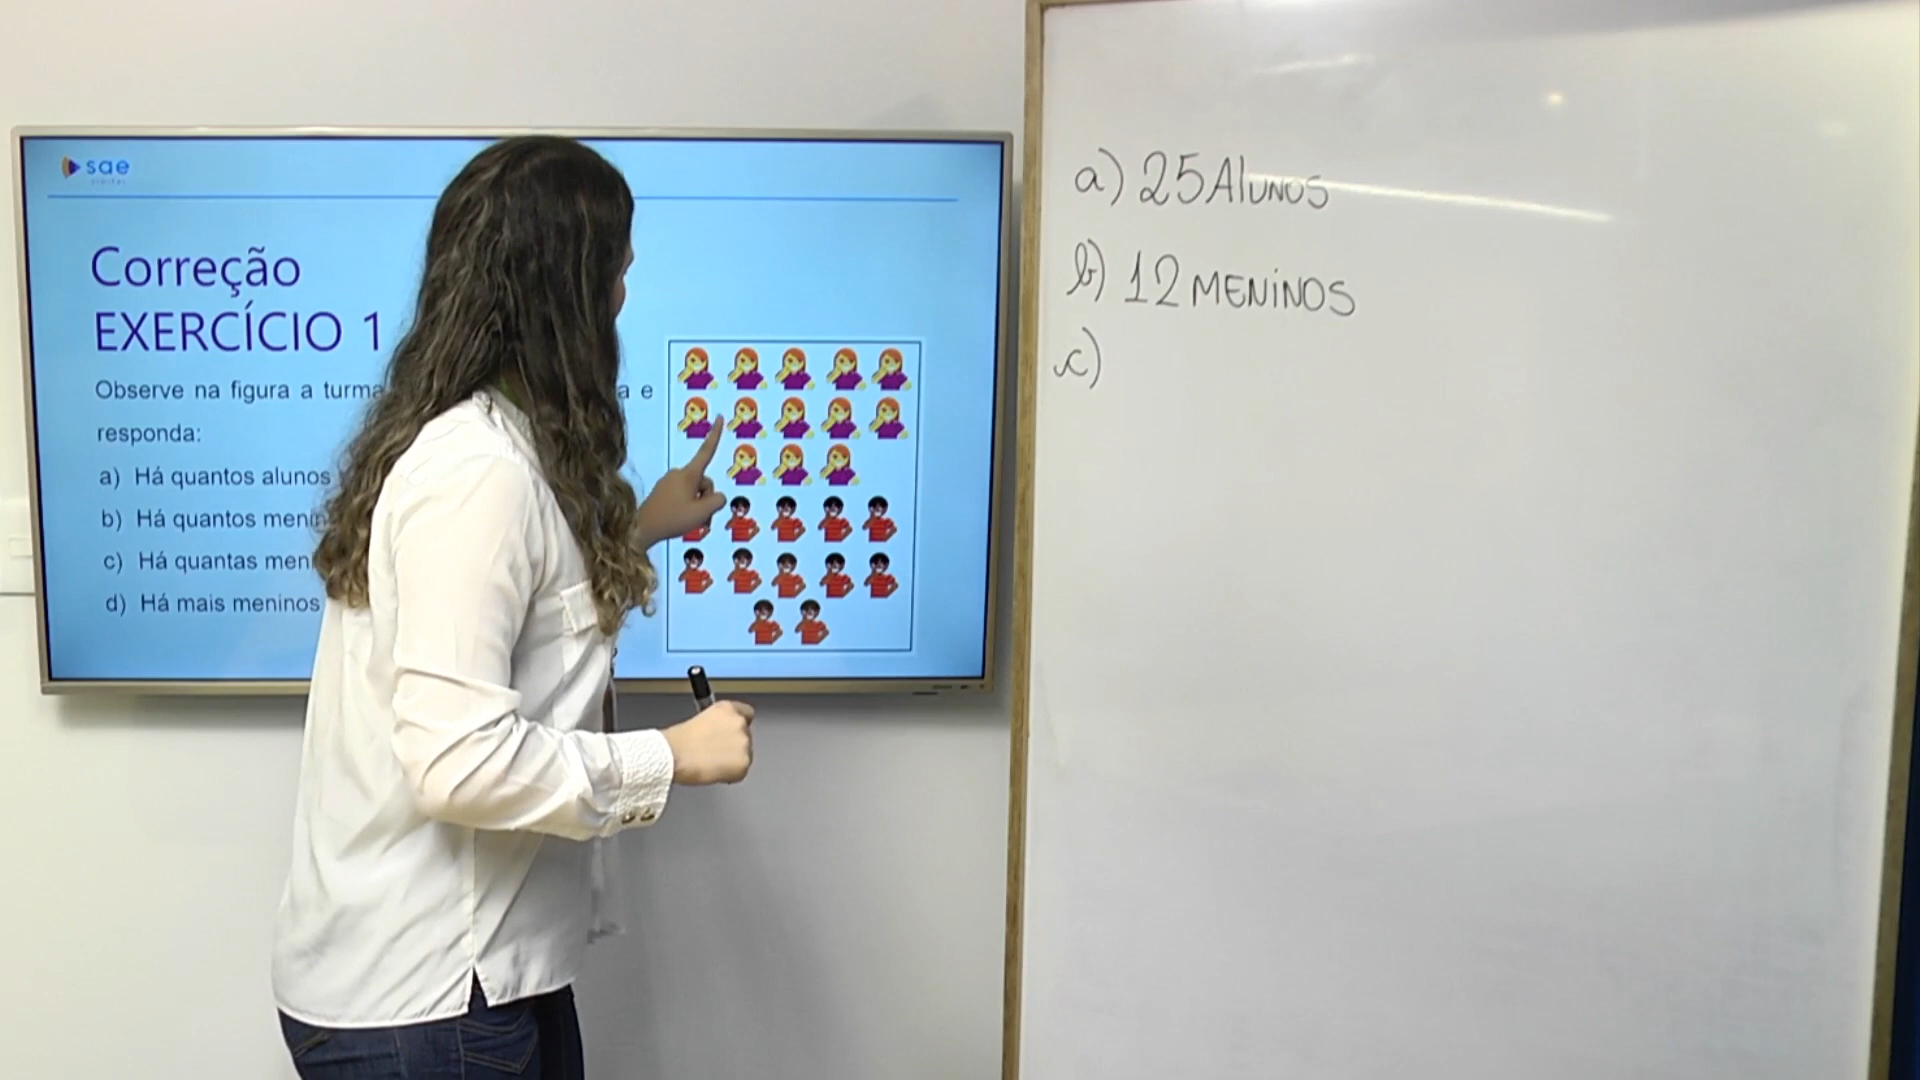 sae
Correção
EXERCÍCIO 1
Observe na figura a turma a e
responda:
a) Há quantos alunos
b) Há quantos menin
c) Há quantas meni
d) Há mais meninos
a) 25 AlUNOS
b) 12 MENiNOS
c)